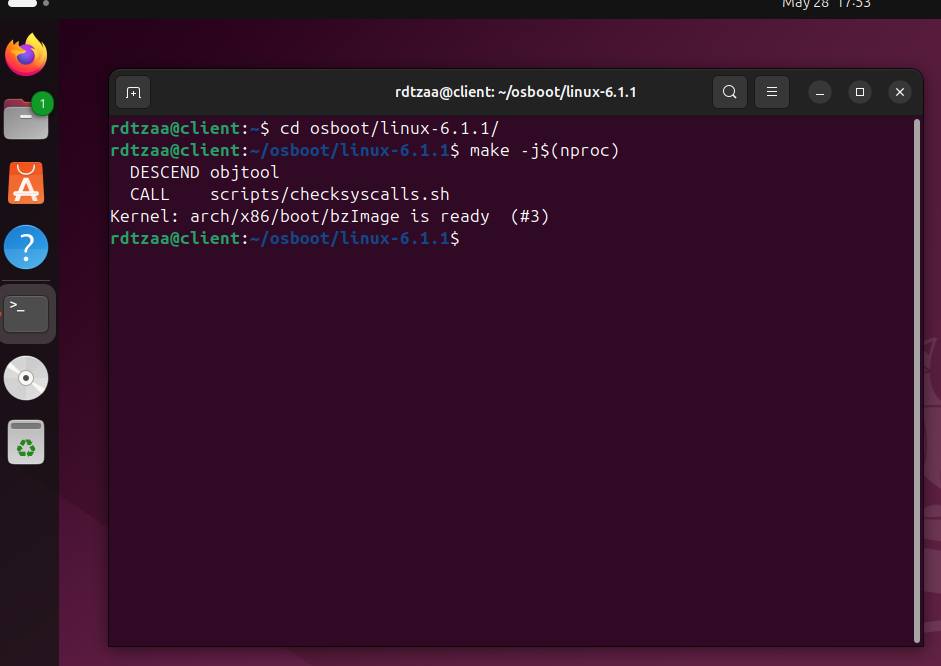 May 28 17:53
1
rdtzaa@client: ~/osboot/linux-6.1.1
rdtzaa@client:~$ cd osboot/linux-6.1.1/
rdtzaa@client:~/osboot/linux-6.1.1$ make -j$(nproc)
  DESCEND objtool
  CALL    scripts/checksyscalls.sh
Kernel: arch/x86/boot/bzImage is ready  (#3)
rdtzaa@client:~/osboot/linux-6.1.1$